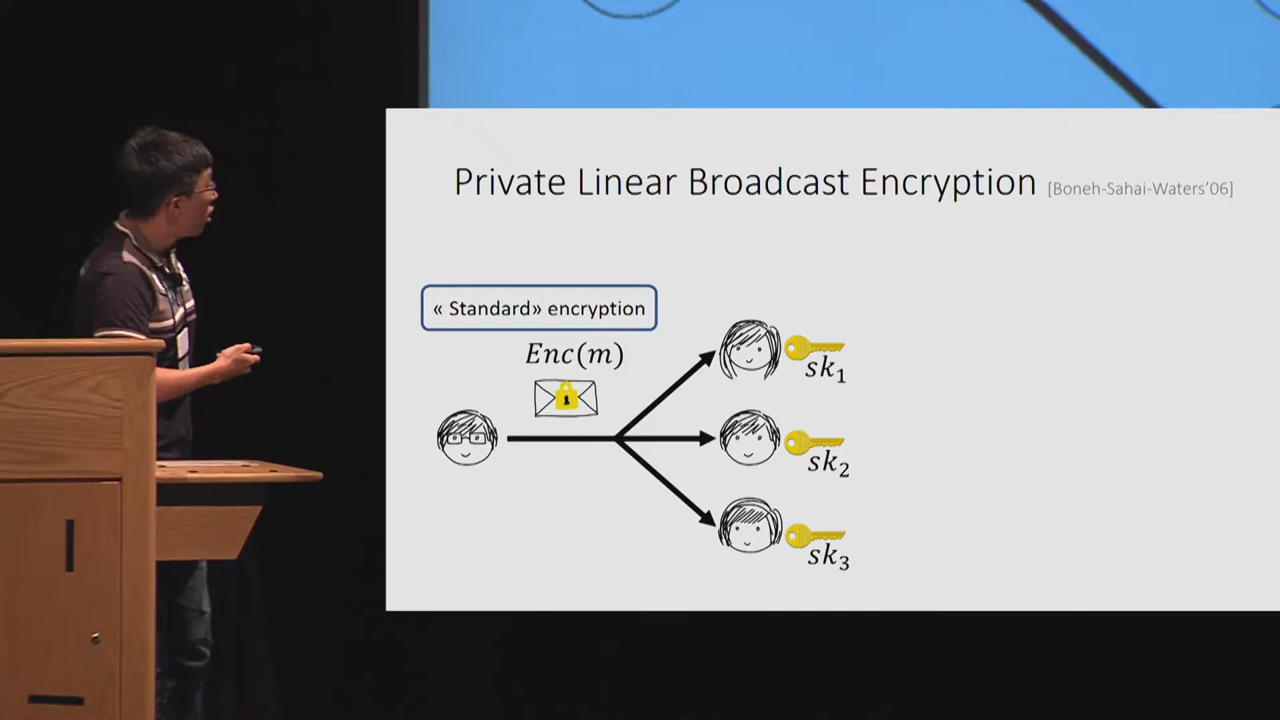 Private Linear Broadcast Encryption [Boneh-Sahai-Waters'06]
« Standard» encryption
Enc(m)
sk₁
sk₂
sk₃